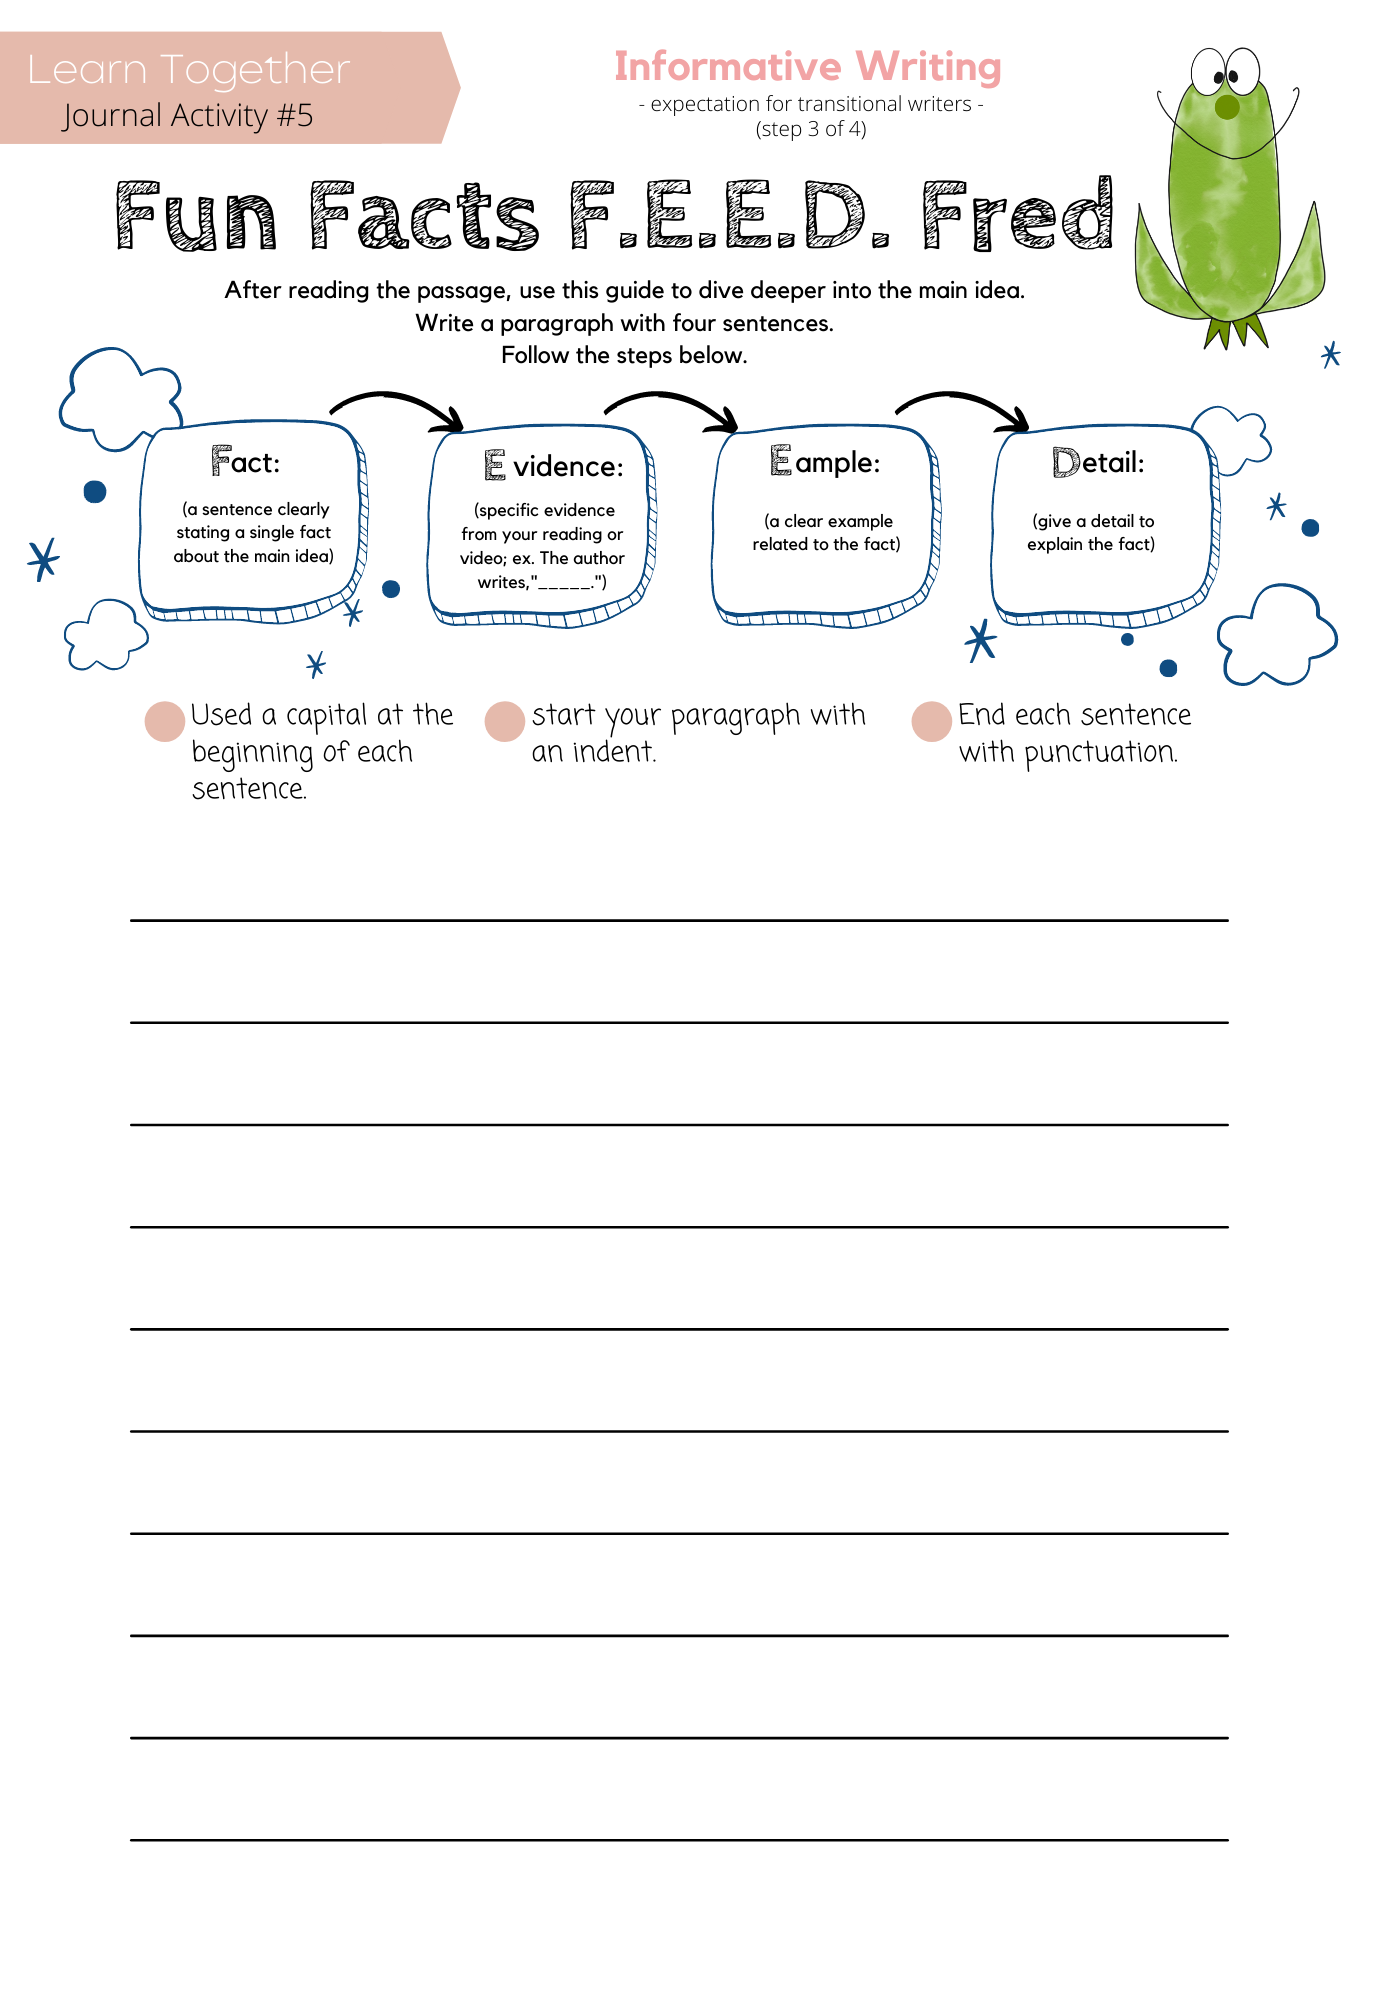 Learn Together
Journal Activity #5
Informative Writing
- expectation for transitional writers -
(step 3 of 4)
Fun Facts F.E.E.D. Fred
After reading the passage, use this guide to dive deeper into the main idea.
Write a paragraph with four sentences.
Follow the steps below.
Fact:
(a sentence clearly
stating a single fact
about the main idea)
E vidence:
(specific evidence
from your reading or
video; ex. The author
writes,"_____.")
E ample:
(a clear example
related to the fact)
Detail:
(give a detail to
explain the fact)
Used a capital at the
beginning of each
sentence.
start your paragraph with
an indent.
End each sentence
with punctuation.